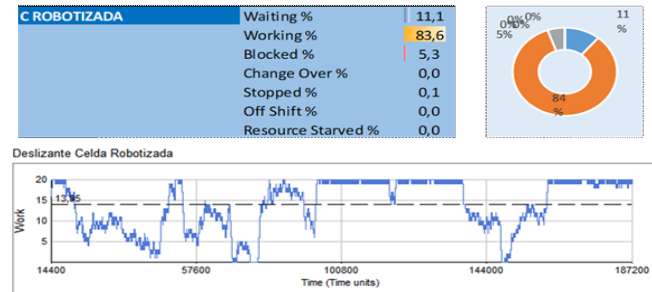 C ROBOTIZADA
Waiting % 11,1
Working % 83,6
Blocked % 5,3
Change Over % 0,0
Stopped % 0,1
Off Shift % 0,0
Resource Starved % 0,0
0% 0% 0%
5%
11
%
84
%
Deslizante Celda Robotizada
20
15
13,95
10
5
Work
14400 57600 100800 144000 187200
Time (Time units)